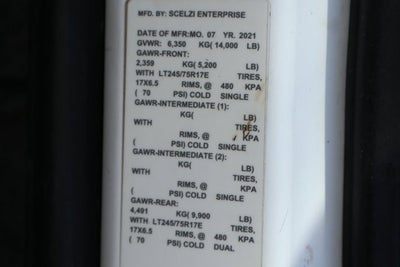 MFD. BY: SCELZI ENTERPRISE
DATE OF MFR:MO. 07 YR. 2021
GVWR: 6,350 KG( 14,000 LB)
GAWR-FRONT:
2,359 KG( 5,200 LB)
WITH LT245/75R17E TIRES,
17X6.5 RIMS, @ 480 KPA
( 70 PSI) COLD SINGLE
GAWR-INTERMEDIATE (1):
KG( LB)
WITH TIRES,
RIMS, @ KPA
( PSI) COLD SINGLE
GAWR-INTERMEDIATE (2):
KG( LB)
WITH TIRES,
RIMS, @ KPA
( PSI) COLD SINGLE
GAWR-REAR:
4,491 KG( 9,900 LB)
WITH LT245/75R17E TIRES,
17X6.5 RIMS, @ 480 KPA
( 70 PSI) COLD DUAL